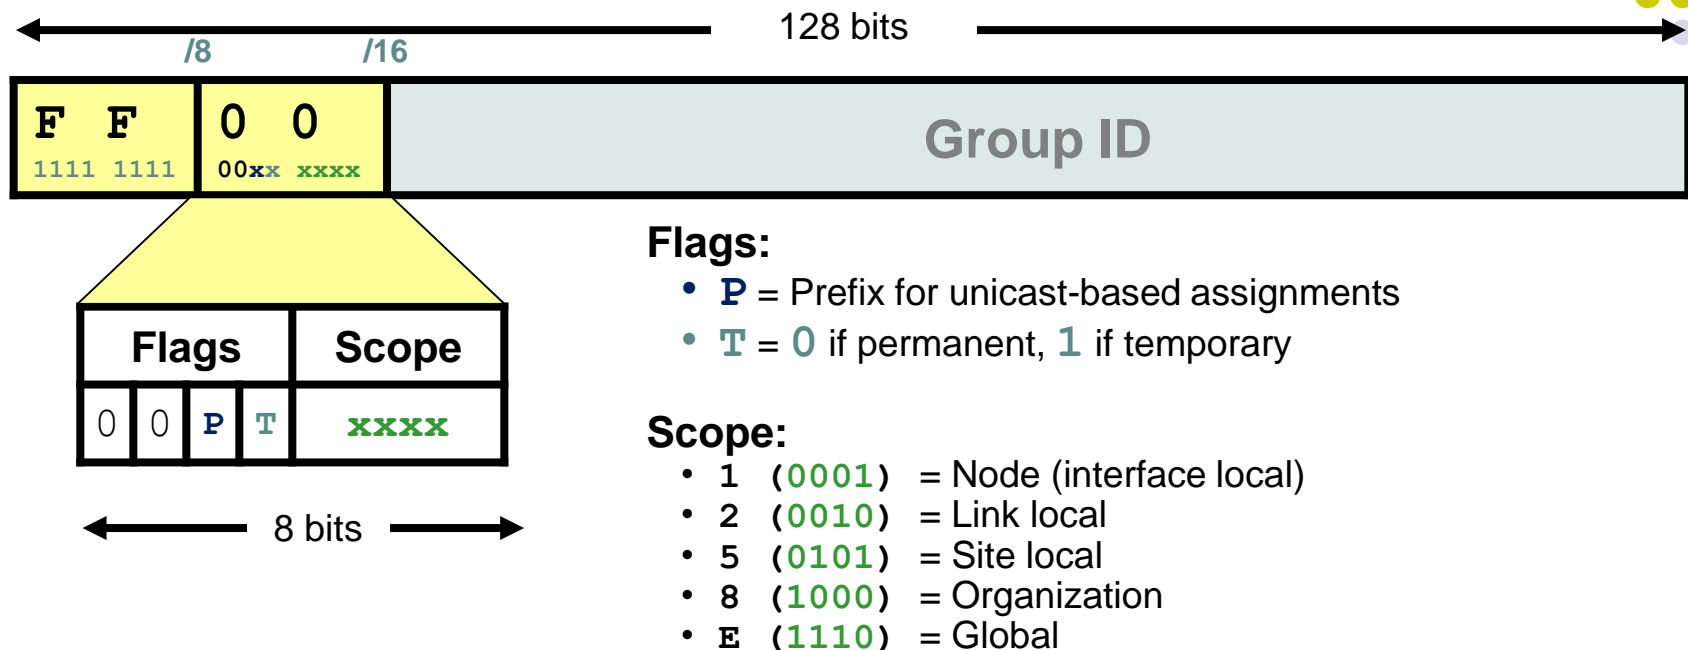 128 bits
/8 /16
F F 0 0 Group ID
1111 1111 00xx xxxx
Flags:
• P = Prefix for unicast-based assignments
• T = 0 if permanent, 1 if temporary
Flags Scope
0 0 P T xxxx
8 bits
Scope:
• 1 (0001) = Node (interface local)
• 2 (0010) = Link local
• 5 (0101) = Site local
• 8 (1000) = Organization
• E (1110) = Global